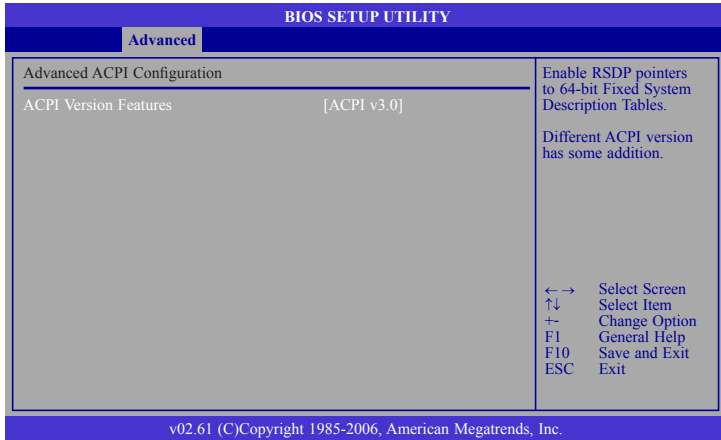 BIOS SETUP UTILITY
Advanced
Advanced ACPI Configuration
ACPI Version Features [ACPI v3.0]
Enable RSDP pointers
to 64-bit Fixed System
Description Tables.
Different ACPI version
has some addition.
←→ Select Screen
↑↓ Select Item
+- Change Option
F1 General Help
F10 Save and Exit
ESC Exit
v02.61 (C)Copyright 1985-2006, American Megatrends, Inc.